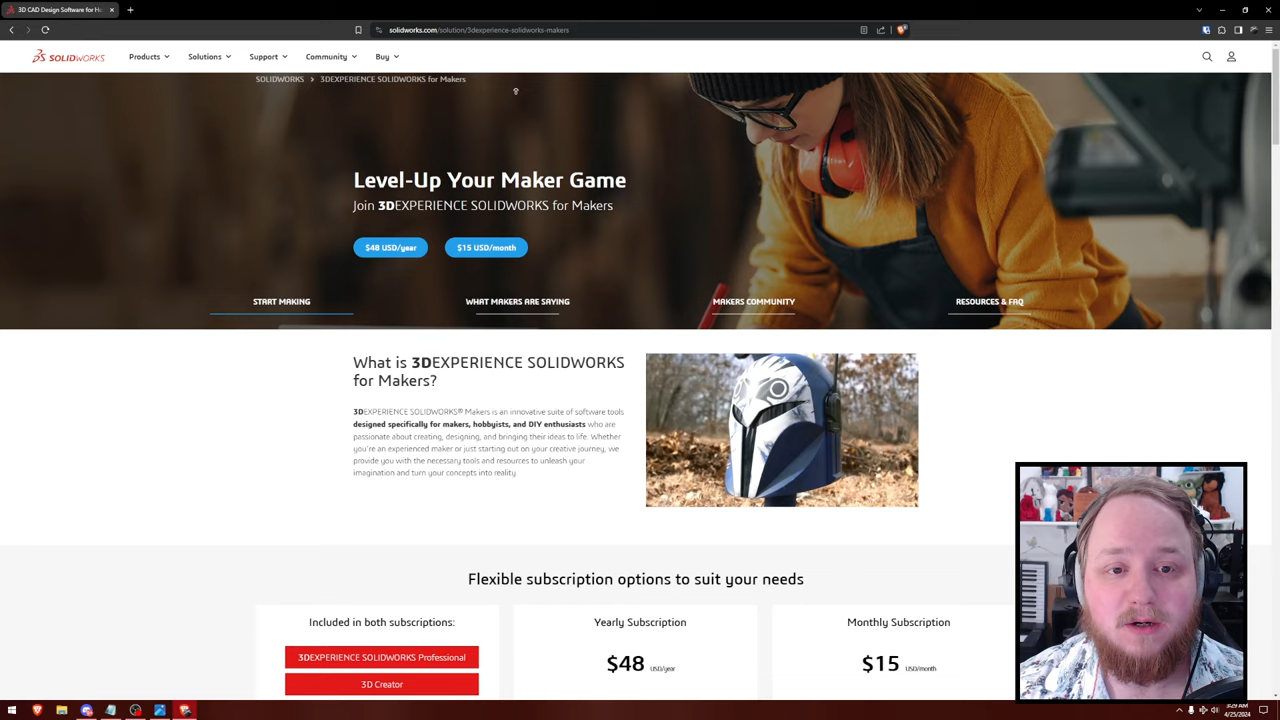 3D CAD Design Software for Ho
solidworks.com/solution/3dexperience-solidworks-makers
SOLIDWORKS
Products
Solutions
Support
Community
Buy
SOLIDWORKS > 3DEXPERIENCE SOLIDWORKS for Makers
Level-Up Your Maker Game
Join 3DEXPERIENCE SOLIDWORKS for Makers
$48 USD/year
$15 USD/month
START MAKING
WHAT MAKERS ARE SAYING
MAKERS COMMUNITY
RESOURCES & FAQ
What is 3DEXPERIENCE SOLIDWORKS
for Makers?
3DEXPERIENCE SOLIDWORKS® Makers is an innovative suite of software tools
designed specifically for makers, hobbyists, and DIY enthusiasts who are
passionate about creating, designing, and bringing their ideas to life. Whether
you're an experienced maker or just starting out on your creative journey, we
provide you with the necessary tools and resources to unleash your
imagination and turn your concepts into reality.
Flexible subscription options to suit your needs
Included in both subscriptions:
3DEXPERIENCE SOLIDWORKS Professional
3D Creator
Yearly Subscription
$48 USD/year
Monthly Subscription
$15 USD/month
4/25/2024